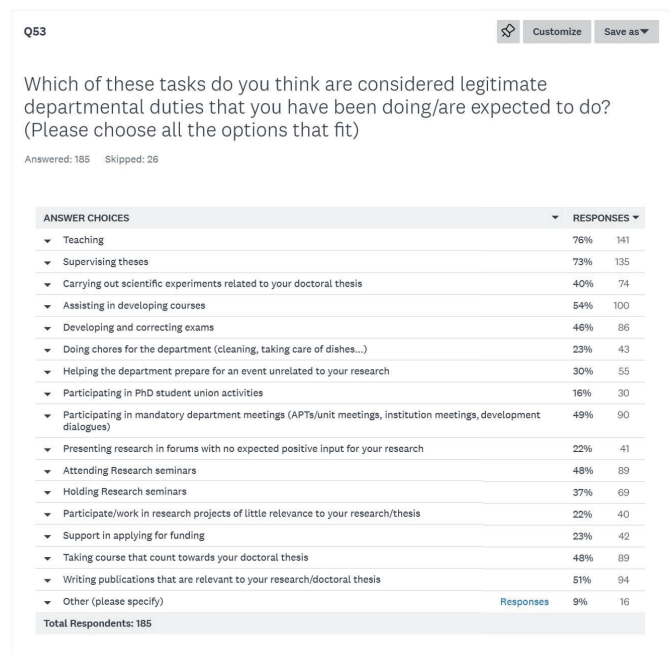 Q53
Customize
Save as
Which of these tasks do you think are considered legitimate
departmental duties that you have been doing/are expected to do?
(Please choose all the options that fit)
Answered: 185 Skipped: 26
ANSWER CHOICES RESPONSES
Teaching 76% 141
Supervising theses 73% 135
Carrying out scientific experiments related to your doctoral thesis 40% 74
Assisting in developing courses 54% 100
Developing and correcting exams 46% 86
Doing chores for the department (cleaning, taking care of dishes...) 23% 43
Helping the department prepare for an event unrelated to your research 30% 55
Participating in PhD student union activities 16% 30
Participating in mandatory department meetings (APTs/unit meetings, institution meetings, development 49% 90
dialogues)
Presenting research in forums with no expected positive input for your research 22% 41
Attending Research seminars 48% 89
Holding Research seminars 37% 69
Participate/work in research projects of little relevance to your research/thesis 22% 40
Support in applying for funding 23% 42
Taking course that count towards your doctoral thesis 48% 89
Writing publications that are relevant to your research/doctoral thesis 51% 94
Other (please specify) Responses 9% 16
Total Respondents: 185